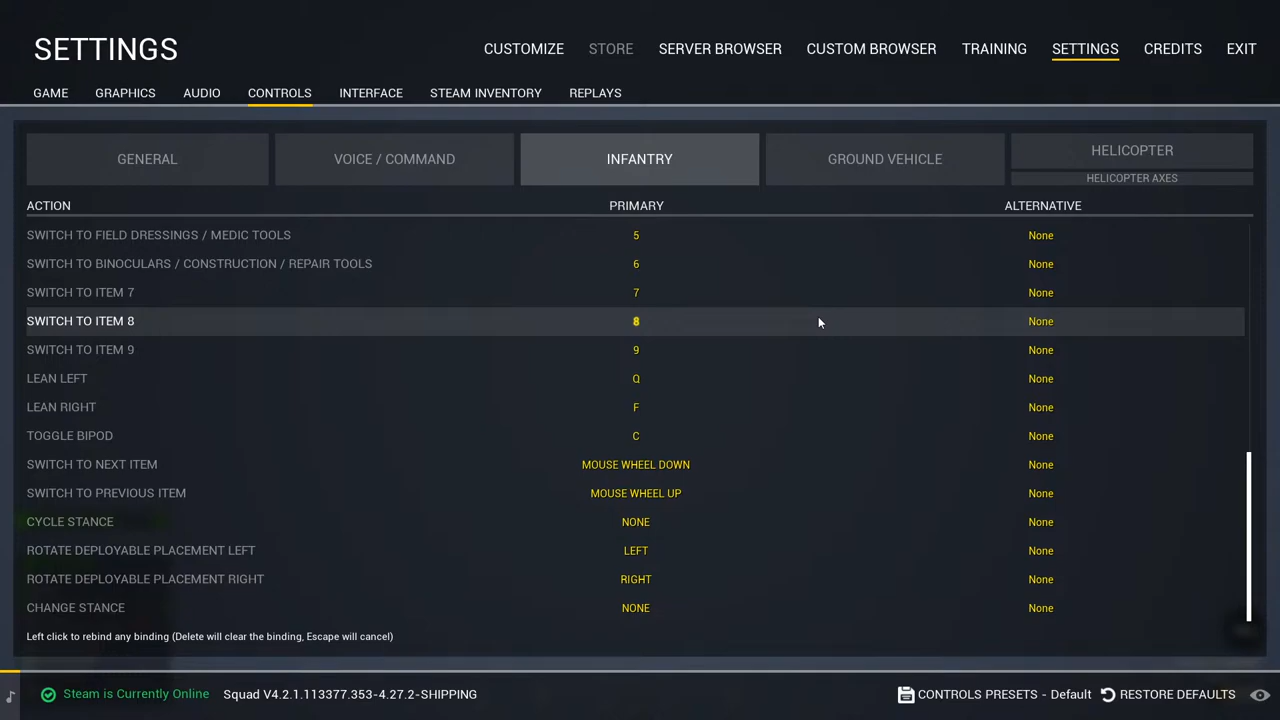 SETTINGS
CUSTOMIZE STORE SERVER BROWSER CUSTOM BROWSER TRAINING SETTINGS CREDITS EXIT
GAME GRAPHICS AUDIO CONTROLS INTERFACE STEAM INVENTORY REPLAYS
GENERAL VOICE / COMMAND INFANTRY GROUND VEHICLE HELICOPTER
HELICOPTER AXES
ACTION PRIMARY ALTERNATIVE
SWITCH TO FIELD DRESSINGS / MEDIC TOOLS 5 None
SWITCH TO BINOCULARS / CONSTRUCTION / REPAIR TOOLS 6 None
SWITCH TO ITEM 7 7 None
SWITCH TO ITEM 8 8 None
SWITCH TO ITEM 9 9 None
LEAN LEFT Q None
LEAN RIGHT F None
TOGGLE BIPOD C None
SWITCH TO NEXT ITEM MOUSE WHEEL DOWN None
SWITCH TO PREVIOUS ITEM MOUSE WHEEL UP None
CYCLE STANCE NONE None
ROTATE DEPLOYABLE PLACEMENT LEFT LEFT None
ROTATE DEPLOYABLE PLACEMENT RIGHT RIGHT None
CHANGE STANCE NONE None
Left click to rebind any binding (Delete will clear the binding, Escape will cancel)
Steam is Currently Online Squad V4.2.1.113377.353-4.27.2-SHIPPING CONTROLS PRESETS - Default RESTORE DEFAULTS